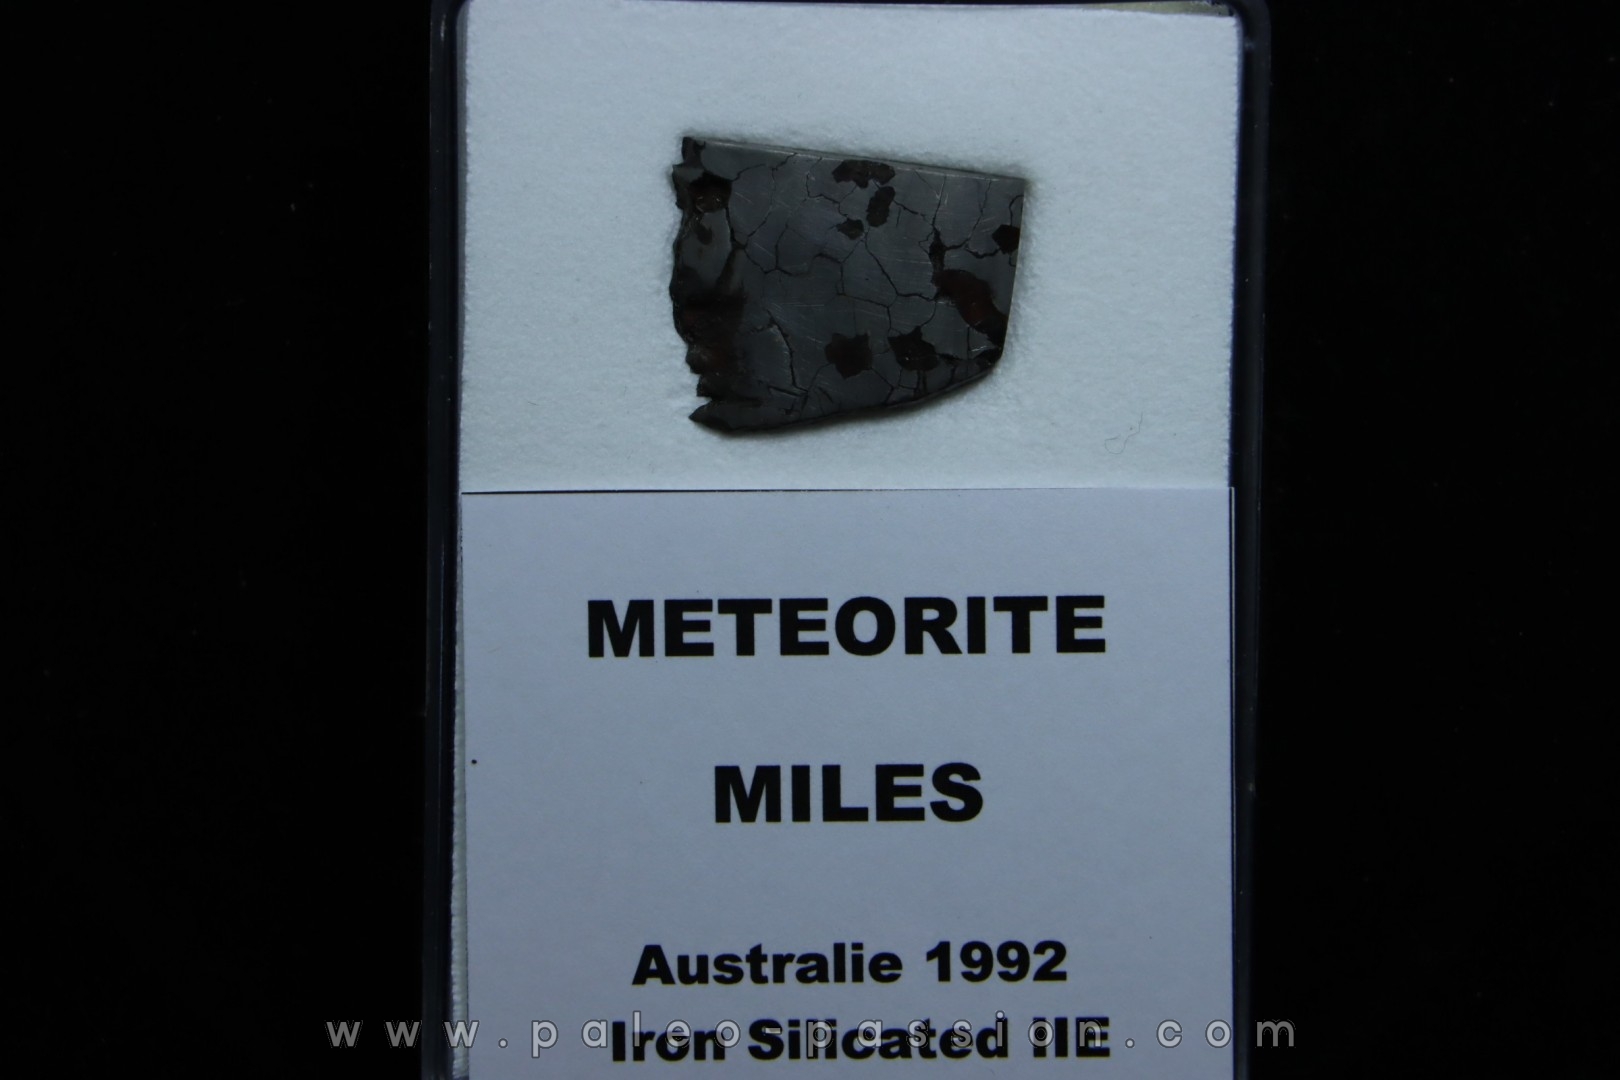 METEORITE
MILES
Australie 1992
Iron Silicated IIE
www.paleo-passion.com